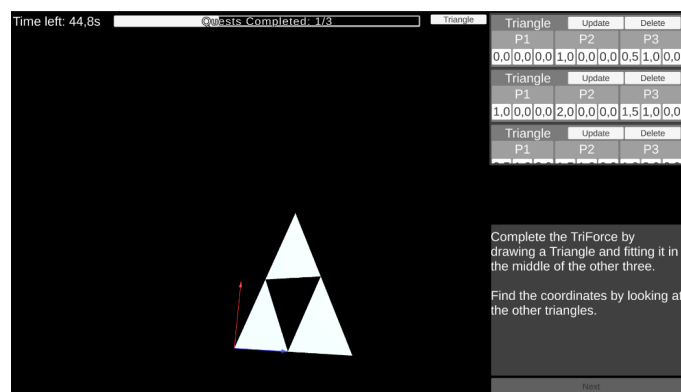 Time left: 44,8s
Quests Completed: 1/3
Triangle
Triangle Update Delete
P1 P2 P3
0,0 0,0 0,0 1,0 0,0 0,0 0,5 1,0 0,0
Triangle Update Delete
P1 P2 P3
1,0 0,0 0,0 2,0 0,0 0,0 1,5 1,0 0,0
Triangle Update Delete
P1 P2 P3
Complete the TriForce by
drawing a Triangle and fitting it in
the middle of the other three.
Find the coordinates by looking at
the other triangles.
Next